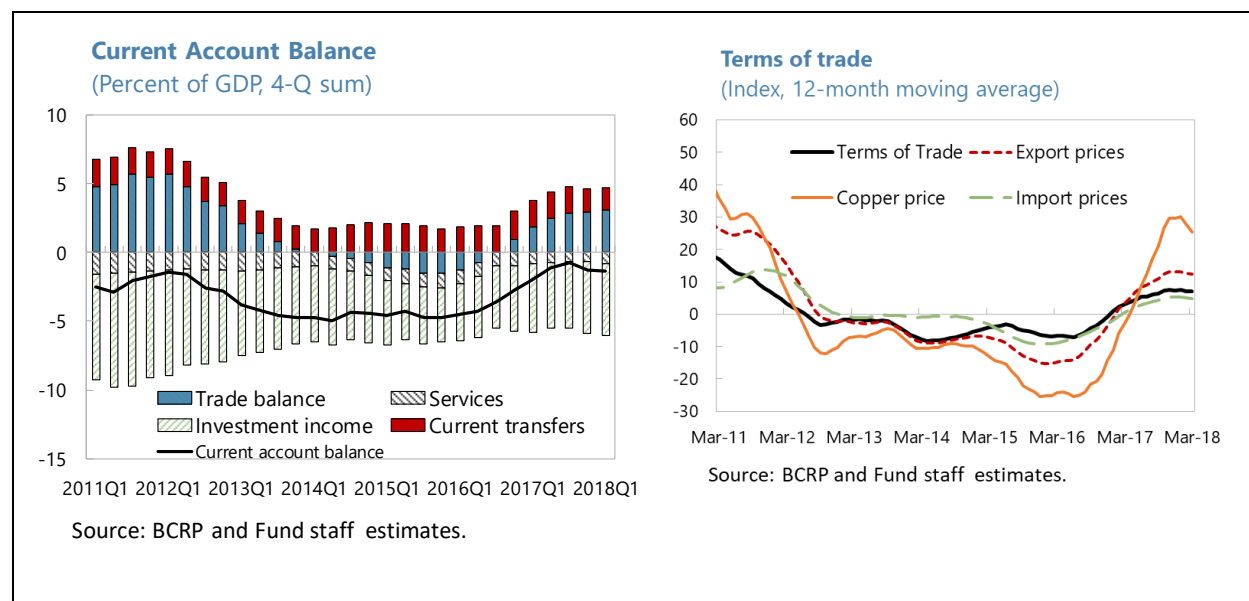 Current Account Balance
(Percent of GDP, 4-Q sum)
10
5
0
-5
-10
-15
Trade balance
Services
Investment income
Current transfers
Current account balance
2011Q1 2012Q1 2013Q1 2014Q1 2015Q1 2016Q1 2017Q1 2018Q1
Source: BCRP and Fund staff estimates.
Terms of trade
(Index, 12-month moving average)
60
50
40
30
20
10
0
-10
-20
-30
Terms of Trade
Export prices
Copper price
Import prices
Mar-11 Mar-12 Mar-13 Mar-14 Mar-15 Mar-16 Mar-17 Mar-18
Source: BCRP and Fund staff estimates.